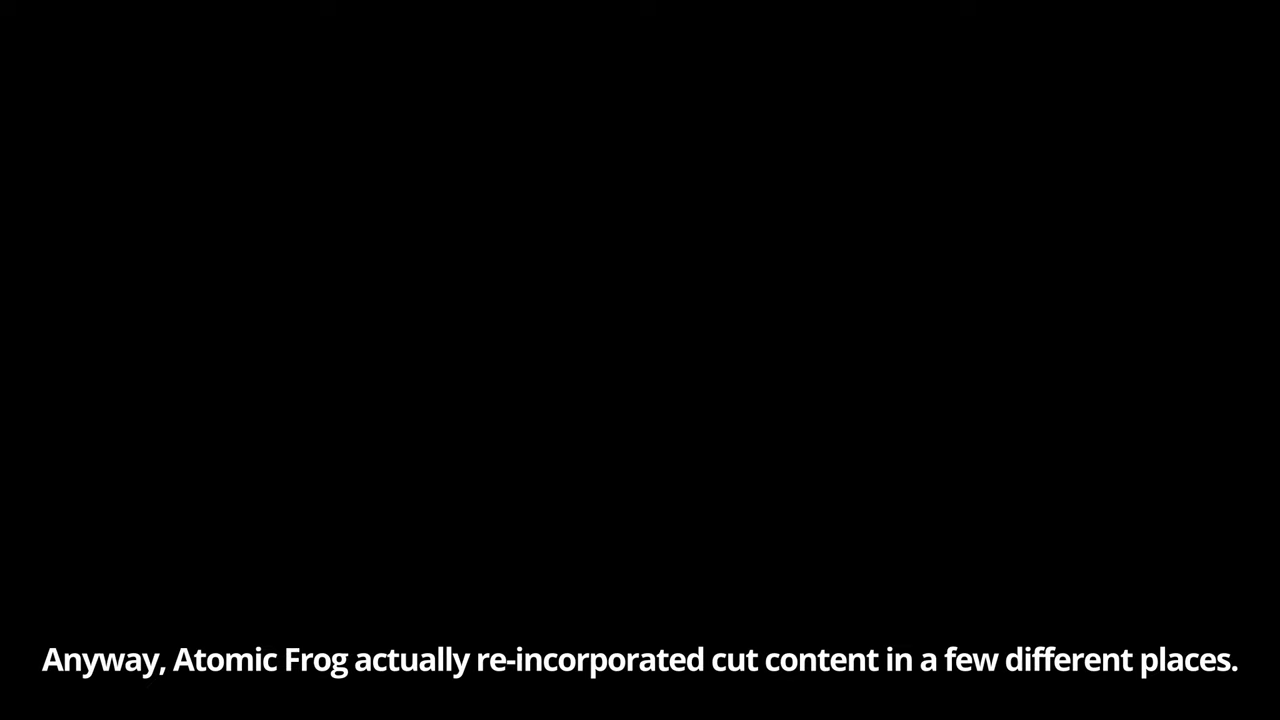 Anyway, Atomic Frog actually re-incorporated cut content in a few different places.